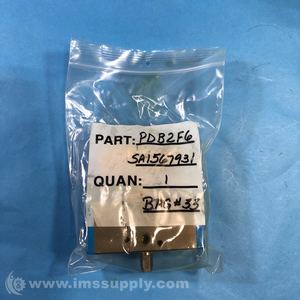 PART: PDB2F6
SA1567931
QUAN: 1
BAG #33
© www.imssupply.com